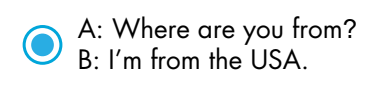 A: Where are you from?
B: I'm from the USA.